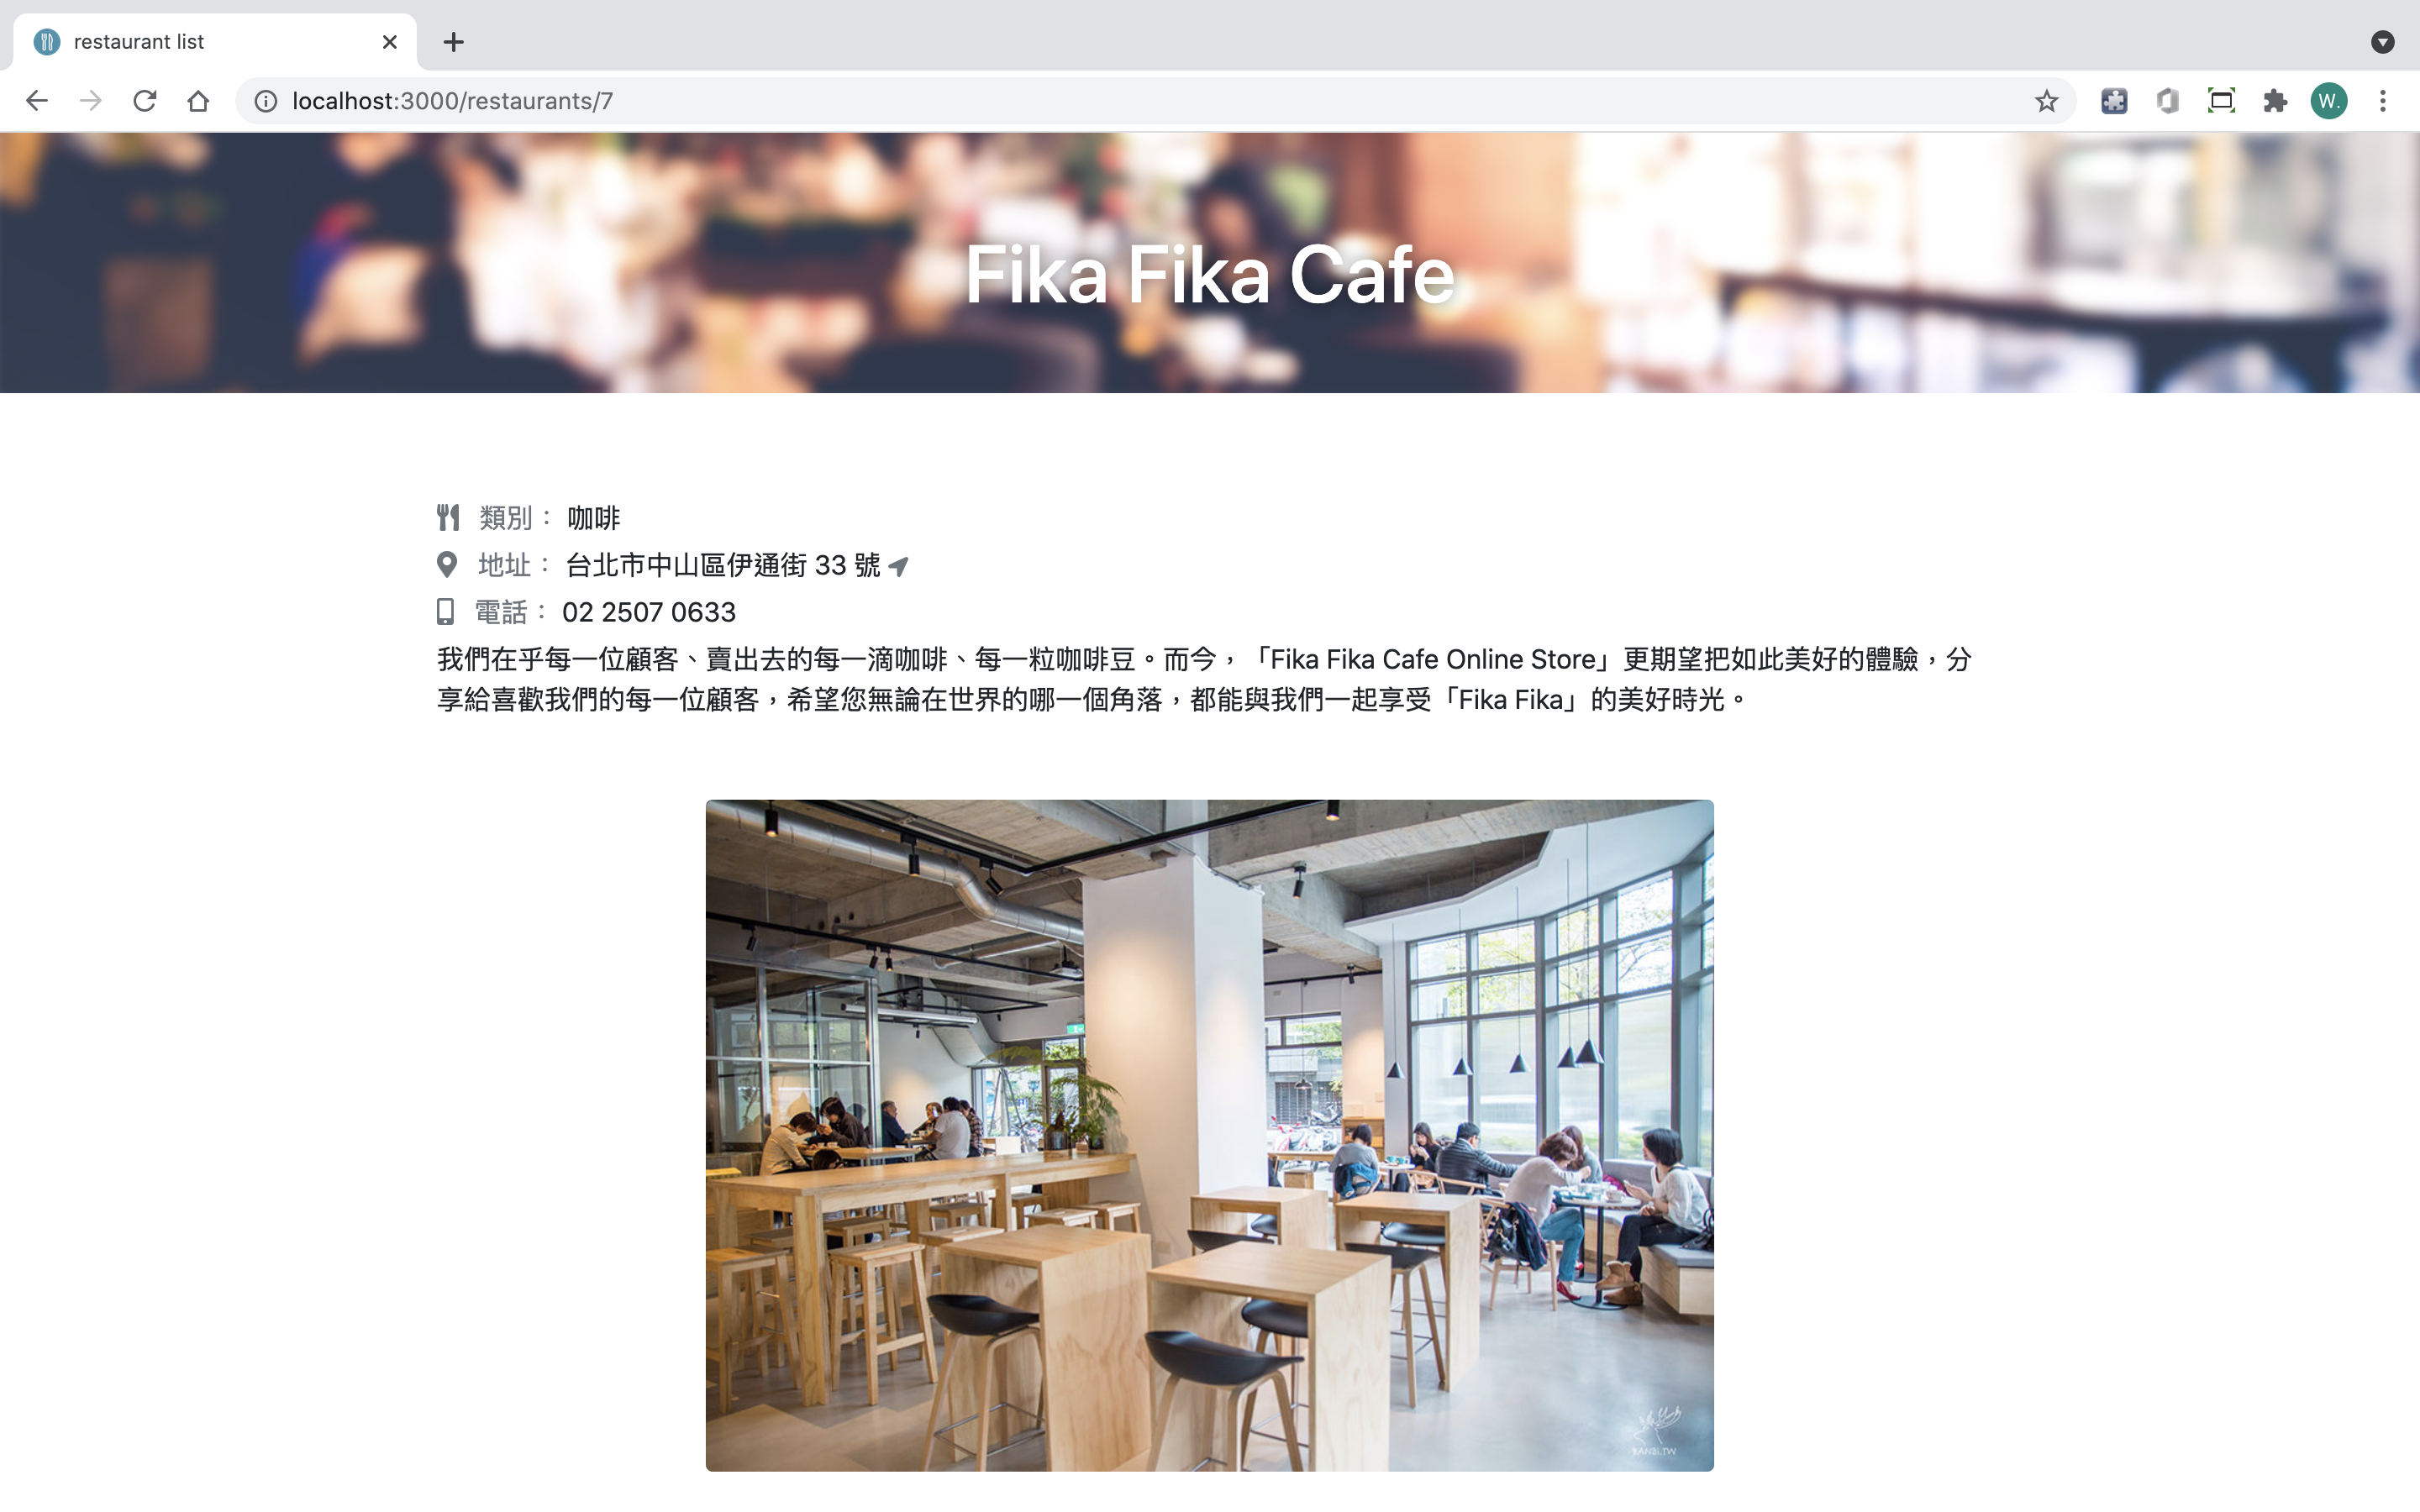 restaurant list
localhost:3000/restaurants/7
W.
Fika Fika Cafe
類別： 咖啡
地址： 台北市中山區伊通街 33 號
電話： 02 2507 0633
我們在乎每一位顧客、賣出去的每一滴咖啡、每一粒咖啡豆。而今，「Fika Fika Cafe Online Store」更期望把如此美好的體驗，分
享給喜歡我們的每一位顧客，希望您無論在世界的哪一個角落，都能與我們一起享受「Fika Fika」的美好時光。